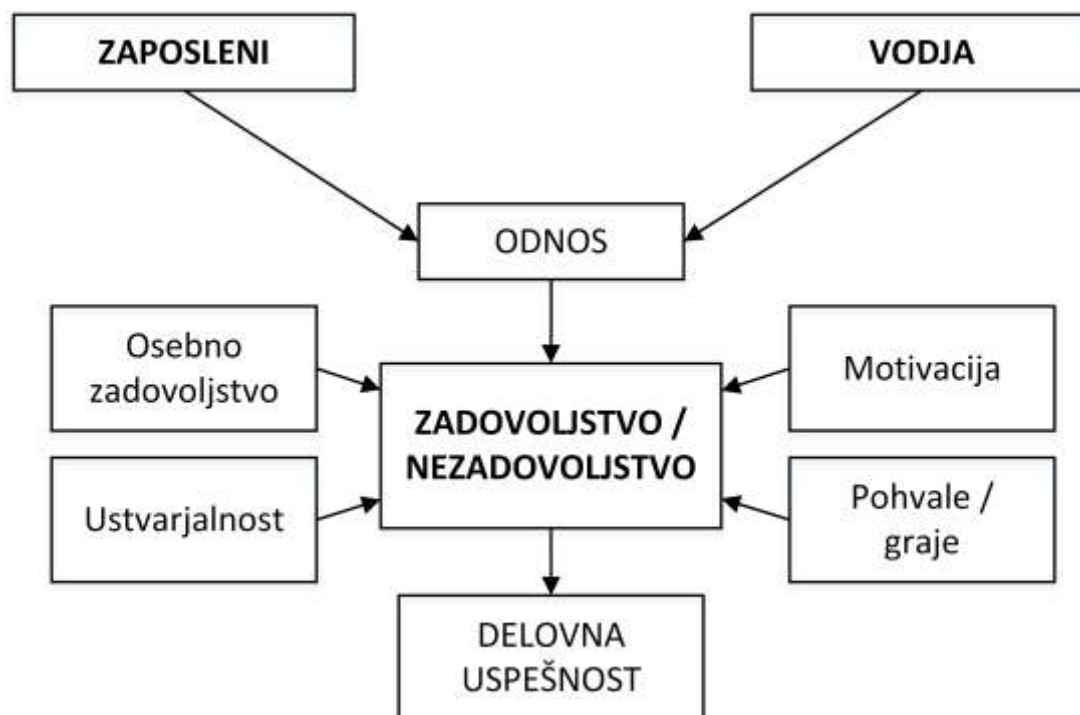 ZAPOSLENI
VODJA
ODNOS
Osebno
zadovoljstvo
Motivacija
ZADOVOLJSTVO /
NEZADOVOLJSTVO
Ustvarjalnost
Pohvale /
graje
DELOVNA
USPEŠNOST